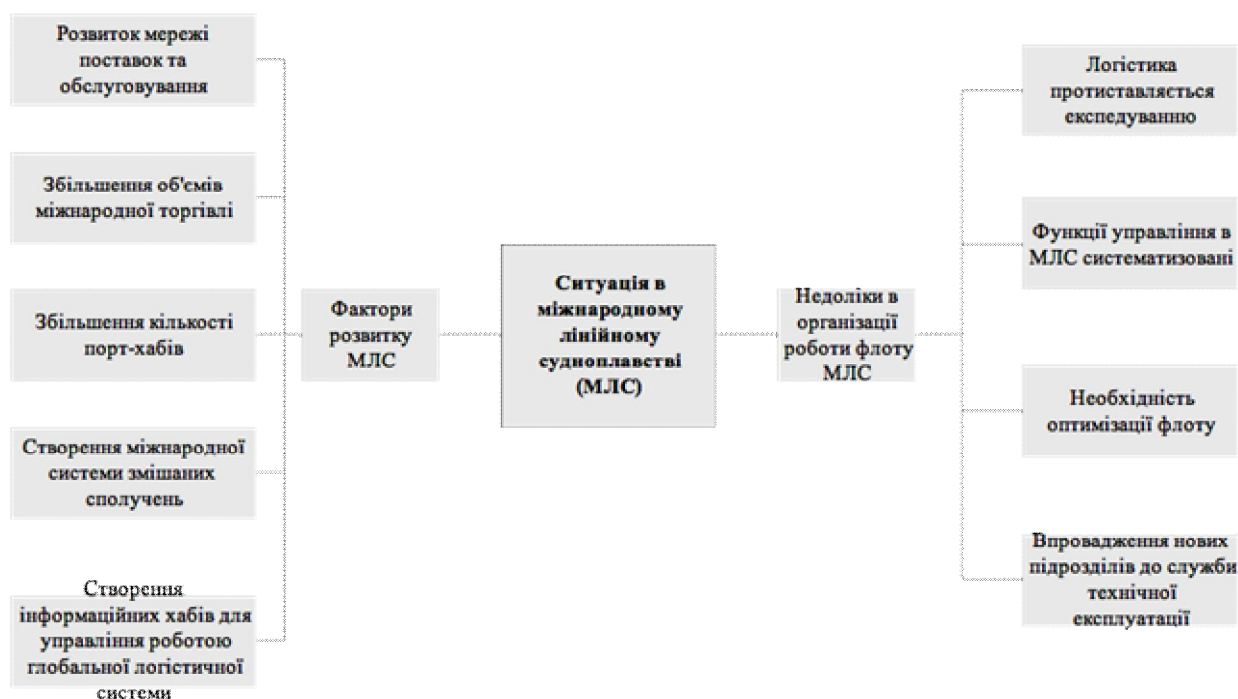 Розвиток мережі
поставок та
обслуговування
Збільшення об'ємів
міжнародної торгівлі
Збільшення кількості
порт-хабів
Створення міжнародної
системи змішаних
сполучень
Створення
інформаційних хабів для
управління роботою
глобальної логістичної
системи
Фактори
розвитку
МЛС
Ситуація в
міжнародному
лінійному
судноплавстві
(МЛС)
Недоліки в
організації
роботи флоту
МЛС
Логістика
протиставляється
експедуванню
Функції управління в
МЛС систематизовані
Необхідність
оптимізації флоту
Впровадження нових
підрозділів до служби
технічної
експлуатації